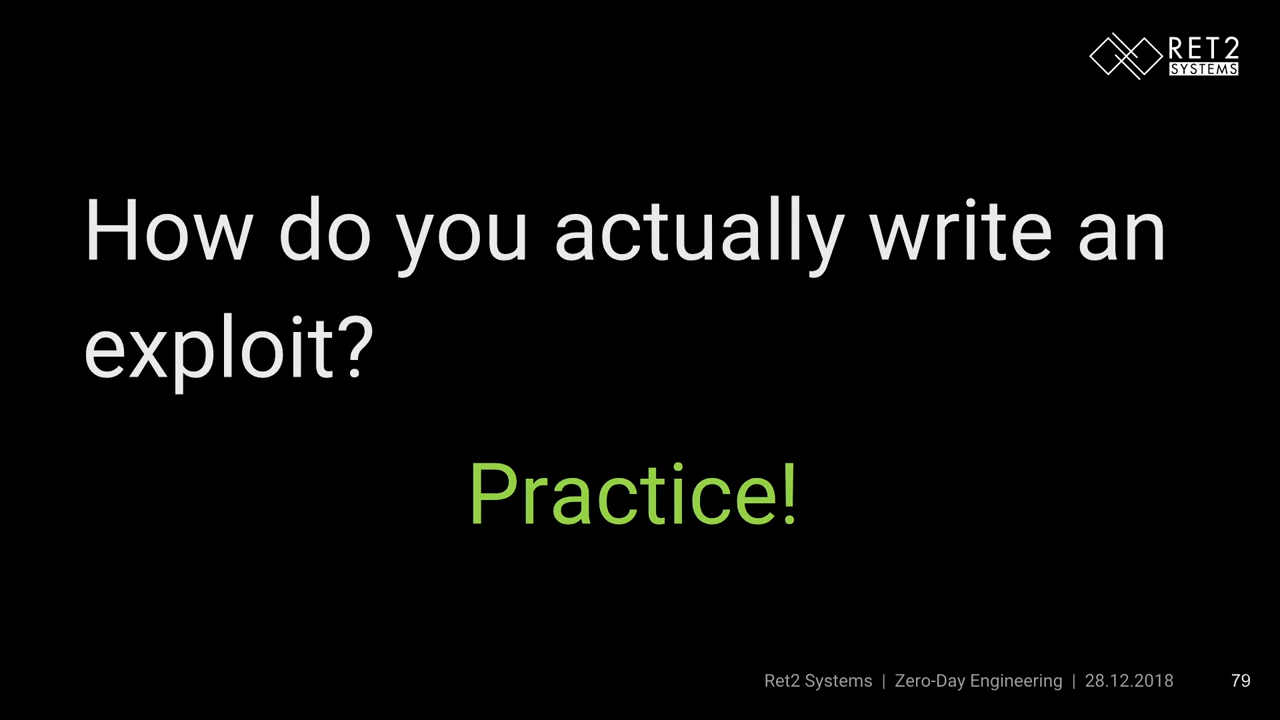 RET2
SYSTEMS
How do you actually write an
exploit?
Practice!
Ret2 Systems | Zero-Day Engineering | 28.12.2018
79